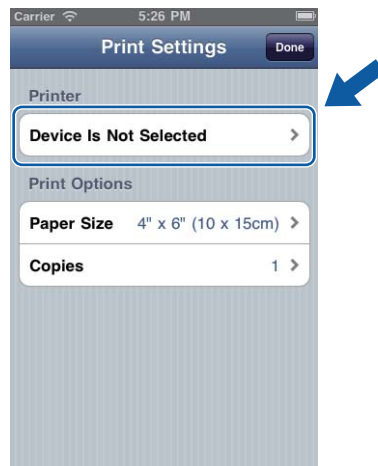 Carrier 5:26 PM
Print Settings Done
Printer
Device Is Not Selected
Print Options
Paper Size 4" x 6" (10 x 15cm)
Copies 1